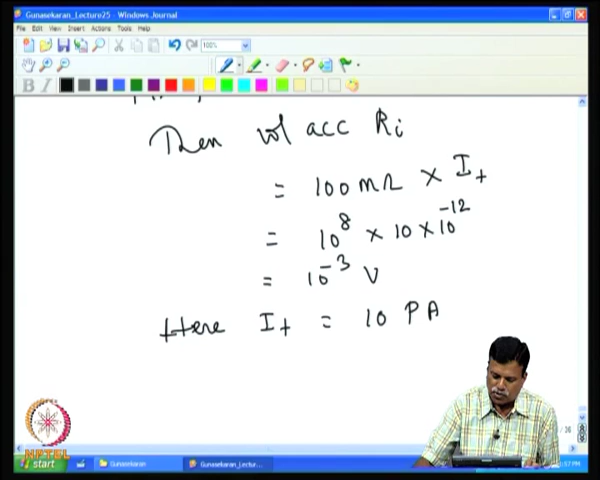 Gunasekaran_Lecture25 - Windows Journal
File Edit View Insert Actions Tools Help
100%
B I
Then vol acc Ri
= 100 mΩ × I+
= 10^8 × 10 × 10^-12
= 10^-3 V
Here I+ = 10 PA
NPTEL
start Gunasekaran Gunasekaran_Lectur...